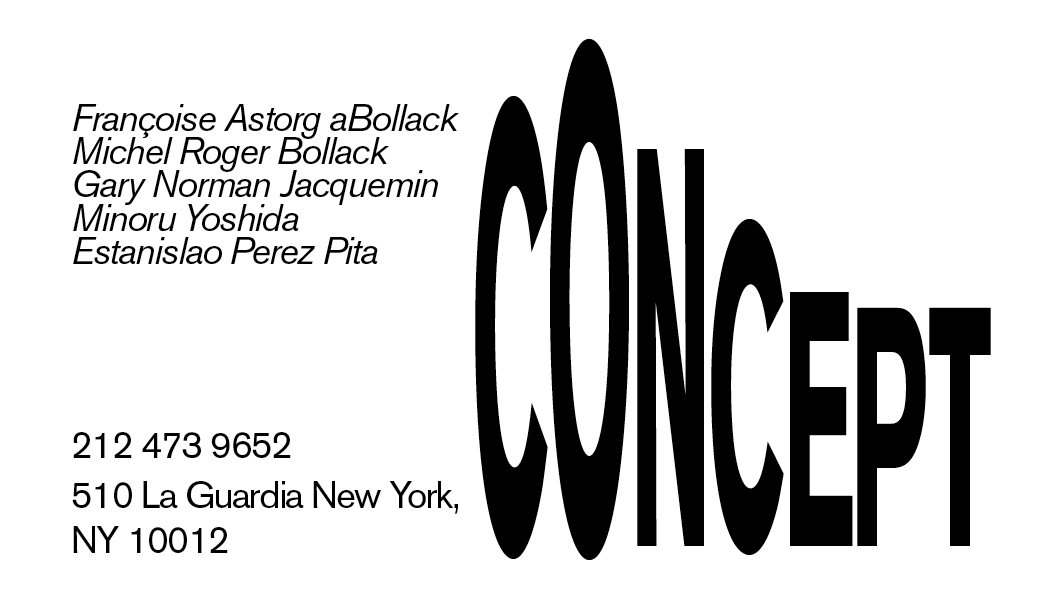 Françoise Astorg aBollack
Michel Roger Bollack
Gary Norman Jacquemin
Minoru Yoshida
Estanislao Perez Pita
CONCEPT
212 473 9652
510 La Guardia New York,
NY 10012